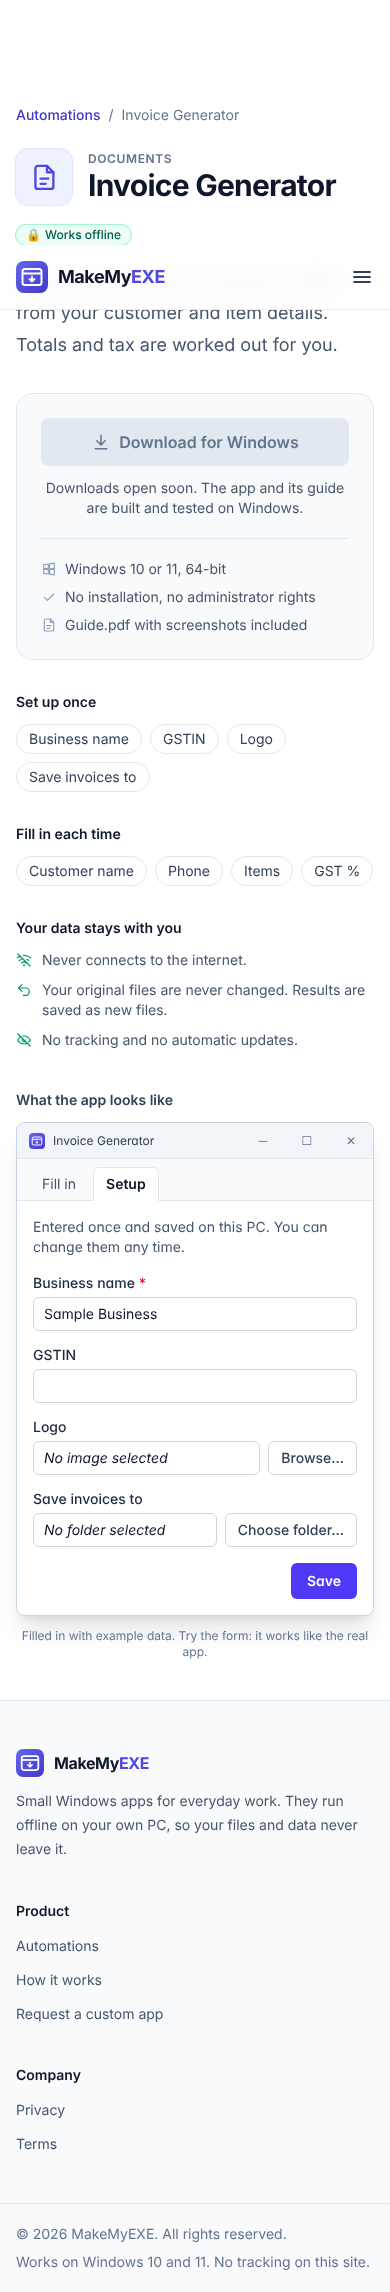 Automations / Invoice Generator
DOCUMENTS
Invoice Generator
🔒 Works offline
MakeMyEXE
from your customer and item details.
Totals and tax are worked out for you.
Download for Windows
Downloads open soon. The app and its guide
are built and tested on Windows.
Windows 10 or 11, 64-bit
No installation, no administrator rights
Guide.pdf with screenshots included
Set up once
Business name
GSTIN
Logo
Save invoices to
Fill in each time
Customer name
Phone
Items
GST %
Your data stays with you
Never connects to the internet.
Your original files are never changed. Results are
saved as new files.
No tracking and no automatic updates.
What the app looks like
Invoice Generator
Fill in
Setup
Entered once and saved on this PC. You can
change them any time.
Business name *
Sample Business
GSTIN
Logo
No image selected
Browse...
Save invoices to
No folder selected
Choose folder...
Save
Filled in with example data. Try the form: it works like the real
app.
MakeMyEXE
Small Windows apps for everyday work. They run
offline on your own PC, so your files and data never
leave it.
Product
Automations
How it works
Request a custom app
Company
Privacy
Terms
© 2026 MakeMyEXE. All rights reserved.
Works on Windows 10 and 11. No tracking on this site.